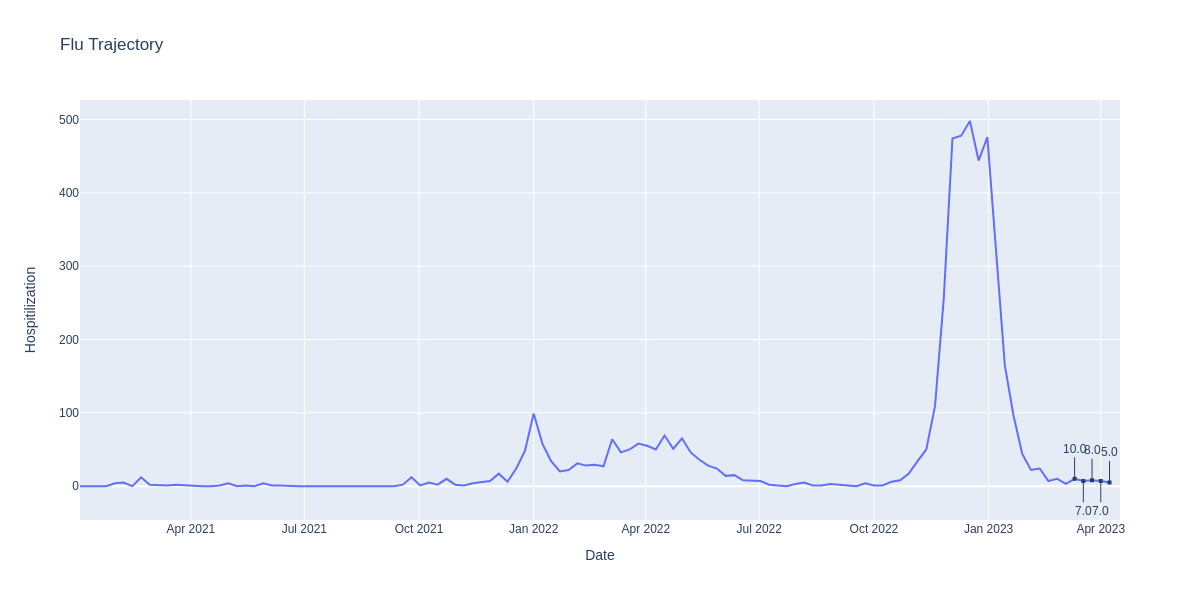 Flu Trajectory
Hospitilization
500
400
300
200
100
0
10.0
8.0
5.0
7.0
7.0
Apr 2021
Jul 2021
Oct 2021
Jan 2022
Apr 2022
Jul 2022
Oct 2022
Jan 2023
Apr 2023
Date